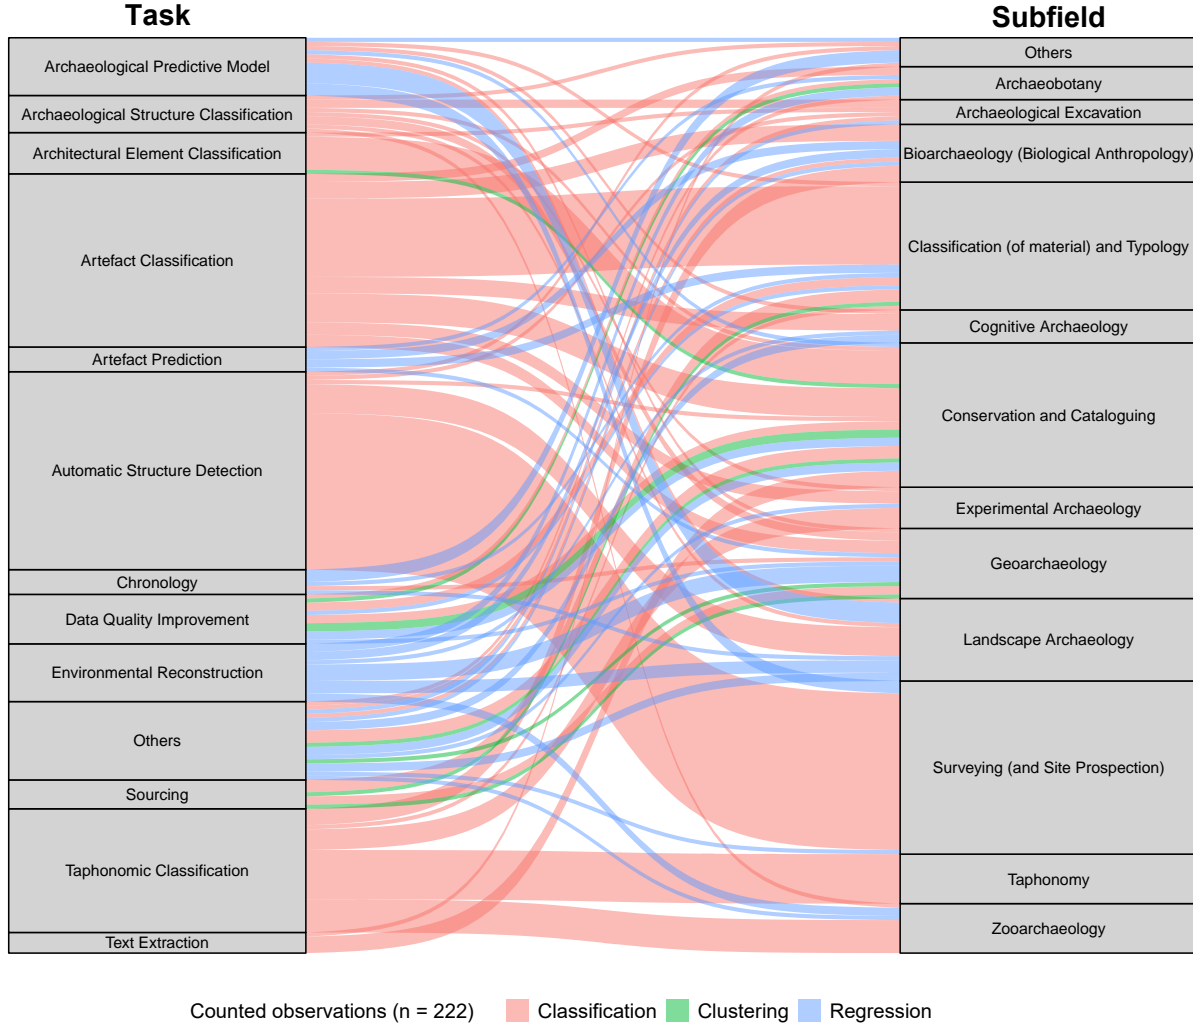 Task
Subfield
Archaeological Predictive Model
Archaeological Structure Classification
Architectural Element Classification
Artefact Classification
Artefact Prediction
Automatic Structure Detection
Chronology
Data Quality Improvement
Environmental Reconstruction
Others
Sourcing
Taphonomic Classification
Text Extraction
Others
Archaeobotany
Archaeological Excavation
Bioarchaeology (Biological Anthropology)
Classification (of material) and Typology
Cognitive Archaeology
Conservation and Cataloguing
Experimental Archaeology
Geoarchaeology
Landscape Archaeology
Surveying (and Site Prospection)
Taphonomy
Zooarchaeology
Counted observations (n = 222) Classification Clustering Regression